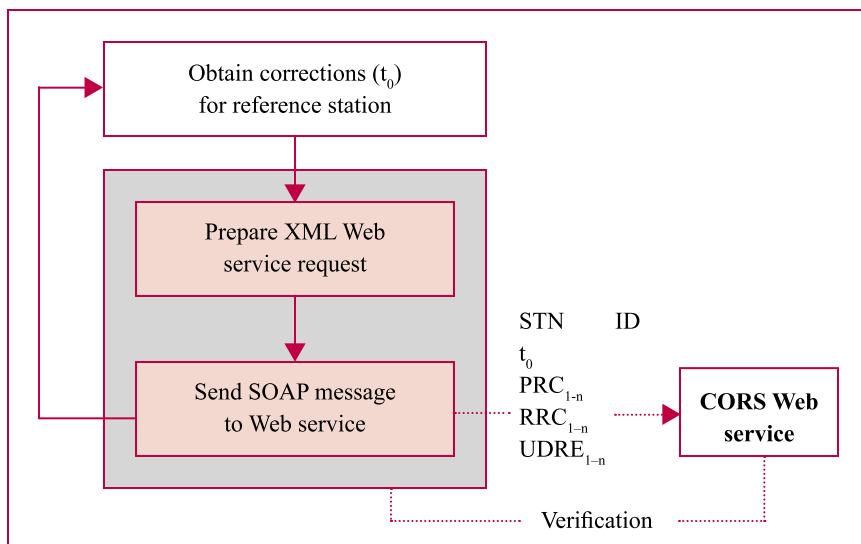 Obtain corrections (t₀)
for reference station
Prepare XML Web
service request
Send SOAP message
to Web service
STN ID
t₀
PRC₁₋ₙ
RRC₁₋ₙ
UDRE₁₋ₙ
CORS Web
service
Verification